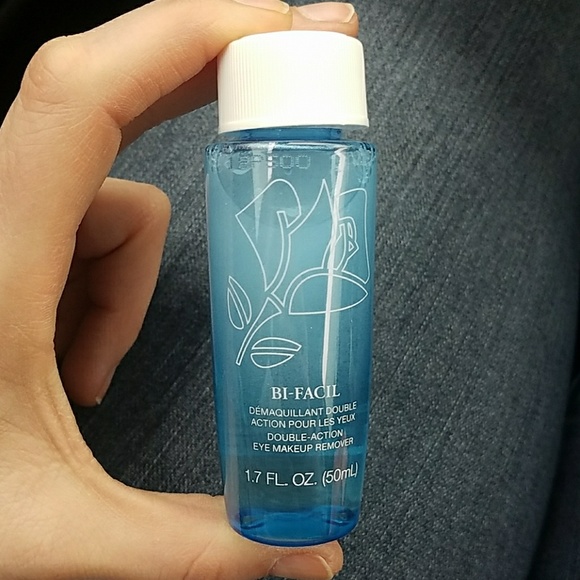 BI-FACIL
DÉMAQUILLANT DOUBLE
ACTION POUR LES YEUX
DOUBLE-ACTION
EYE MAKEUP REMOVER
1.7 FL. OZ. (50mL)